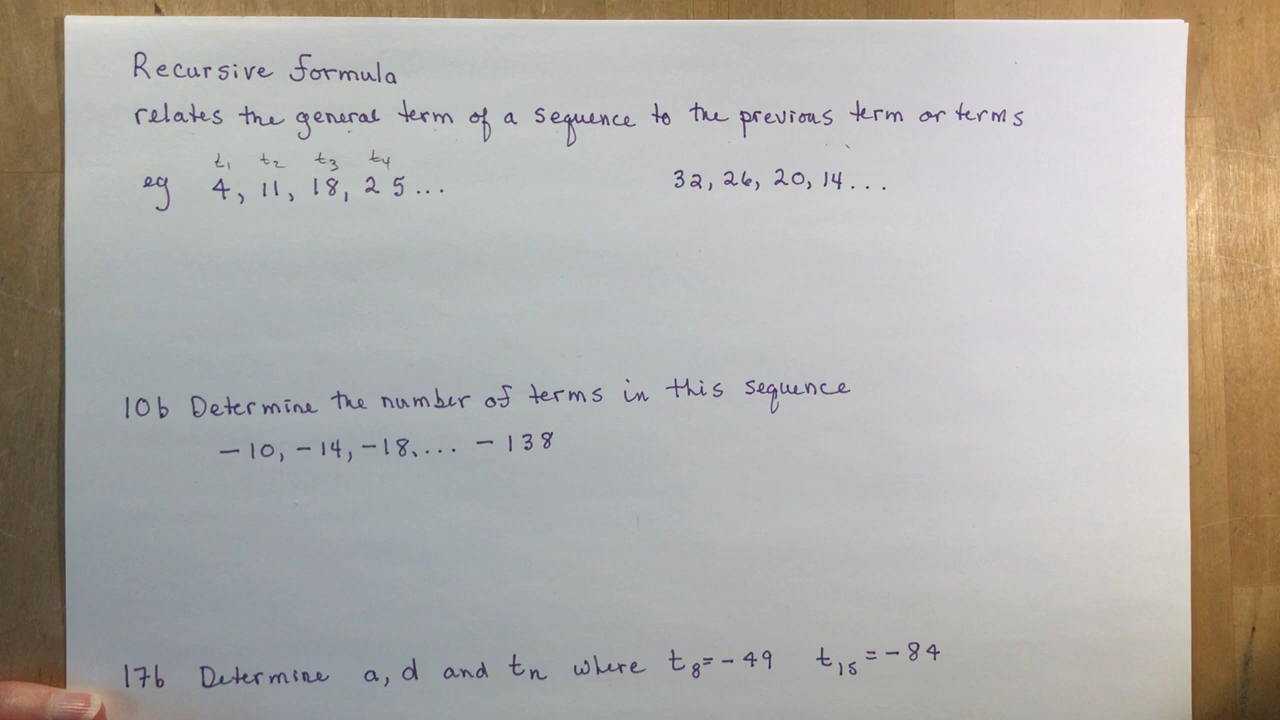 Recursive formula
relates the general term of a sequence to the previous term or terms
t₁ t₂ t₃ t₄
eg 4, 11, 18, 25... 32, 26, 20, 14...
10b Determine the number of terms in this sequence
-10, -14, -18, ... -138
17b Determine a, d and tn where t₈=-49 t₁₅=-84